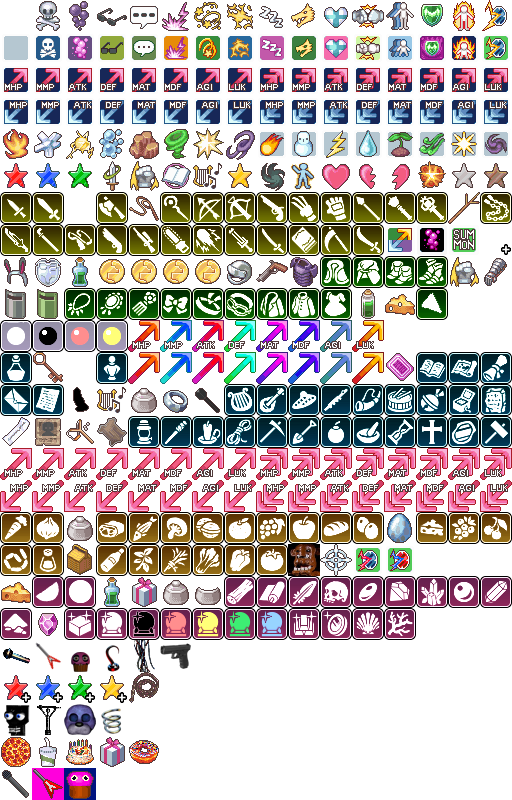 zzz
zzz
MHP MMP ATK DEF MAT MDF AGI LUK MHP MMP ATK DEF MAT MDF AGI LUK
MHP MMP ATK DEF MAT MDF AGI LUK MHP MMP ATK DEF MAT MDF AGI LUK
SUM
MON
MHP MMP ATK DEF MAT MDF AGI LUK
MHP MMP ATK DEF MAT MDF AGI LUK MHP MMP ATK DEF MAT MDF AGI LUK
MHP MMP ATK DEF MAT MDF AGI LUK MHP MMP ATK DEF MAT MDF AGI LUK